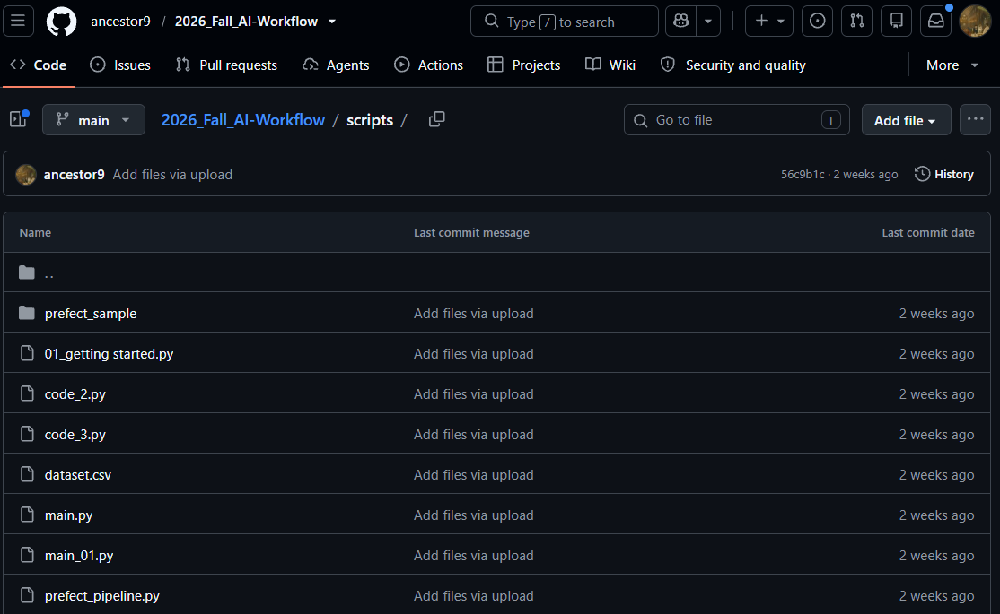 ancestor9 / 2026_Fall_AI-Workflow Type / to search
Code Issues Pull requests Agents Actions Projects Wiki Security and quality More
main 2026_Fall_AI-Workflow / scripts / Go to file T Add file
ancestor9 Add files via upload 56c9b1c · 2 weeks ago History
Name Last commit message Last commit date
..
prefect_sample Add files via upload 2 weeks ago
01_getting started.py Add files via upload 2 weeks ago
code_2.py Add files via upload 2 weeks ago
code_3.py Add files via upload 2 weeks ago
dataset.csv Add files via upload 2 weeks ago
main.py Add files via upload 2 weeks ago
main_01.py Add files via upload 2 weeks ago
prefect_pipeline.py Add files via upload 2 weeks ago